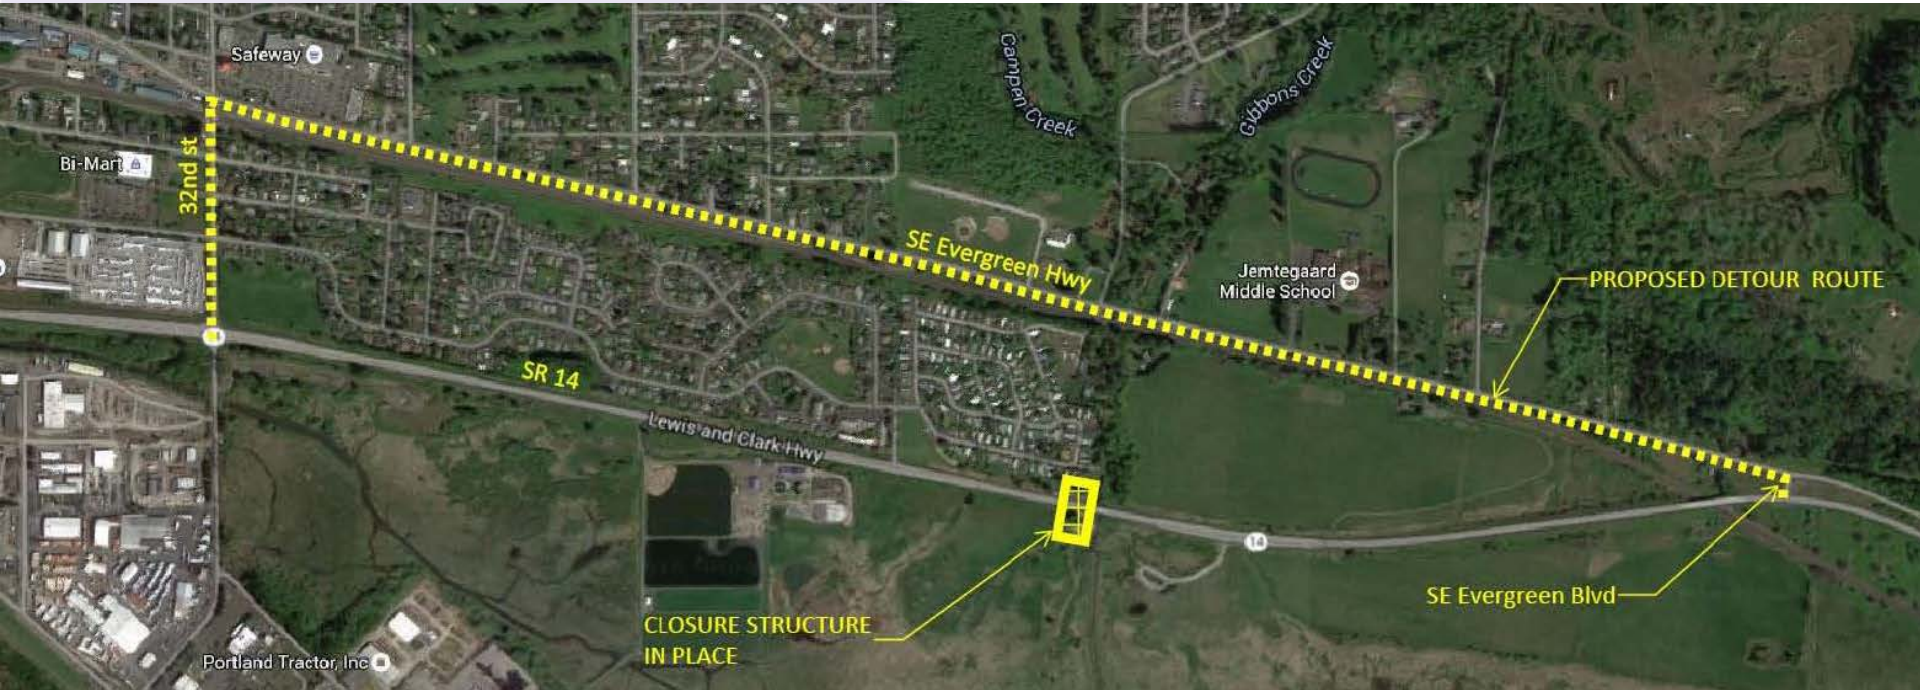 Safeway
Bi-Mart
32nd st
Campen Creek
Gibbons Creek
SE Evergreen Hwy
Jemtegaard
Middle School
PROPOSED DETOUR ROUTE
SR 14
Lewis and Clark Hwy
14
SE Evergreen Blvd
CLOSURE STRUCTURE
IN PLACE
Portland Tractor, Inc